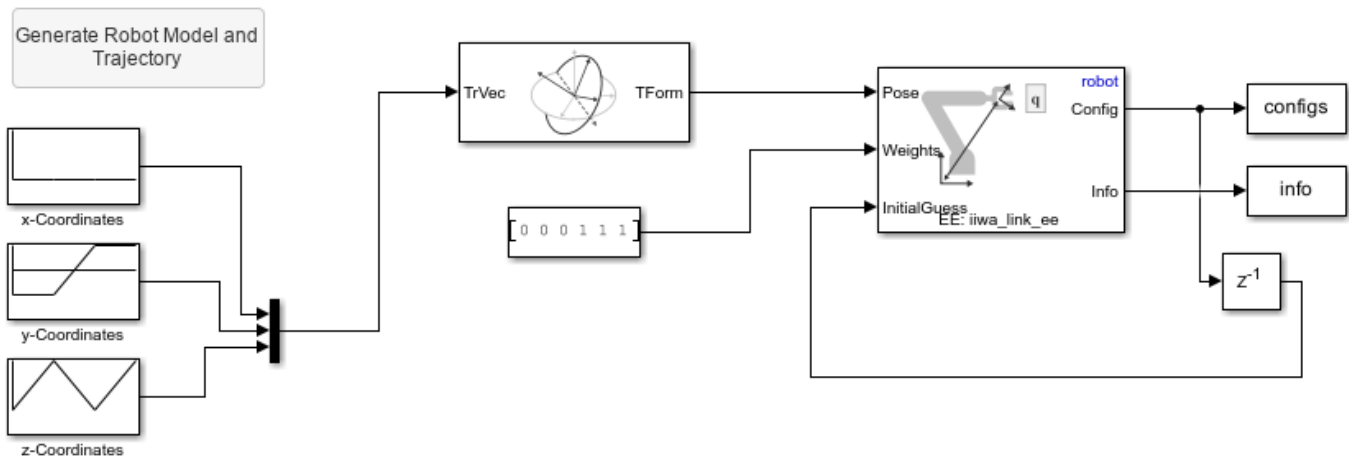 Generate Robot Model and
Trajectory
x-Coordinates
y-Coordinates
z-Coordinates
TrVec
TForm
[0 0 0 1 1 1]
robot
Pose
q
Config
Weights
Info
InitialGuess
EE: iiwa_link_ee
configs
info
z⁻¹